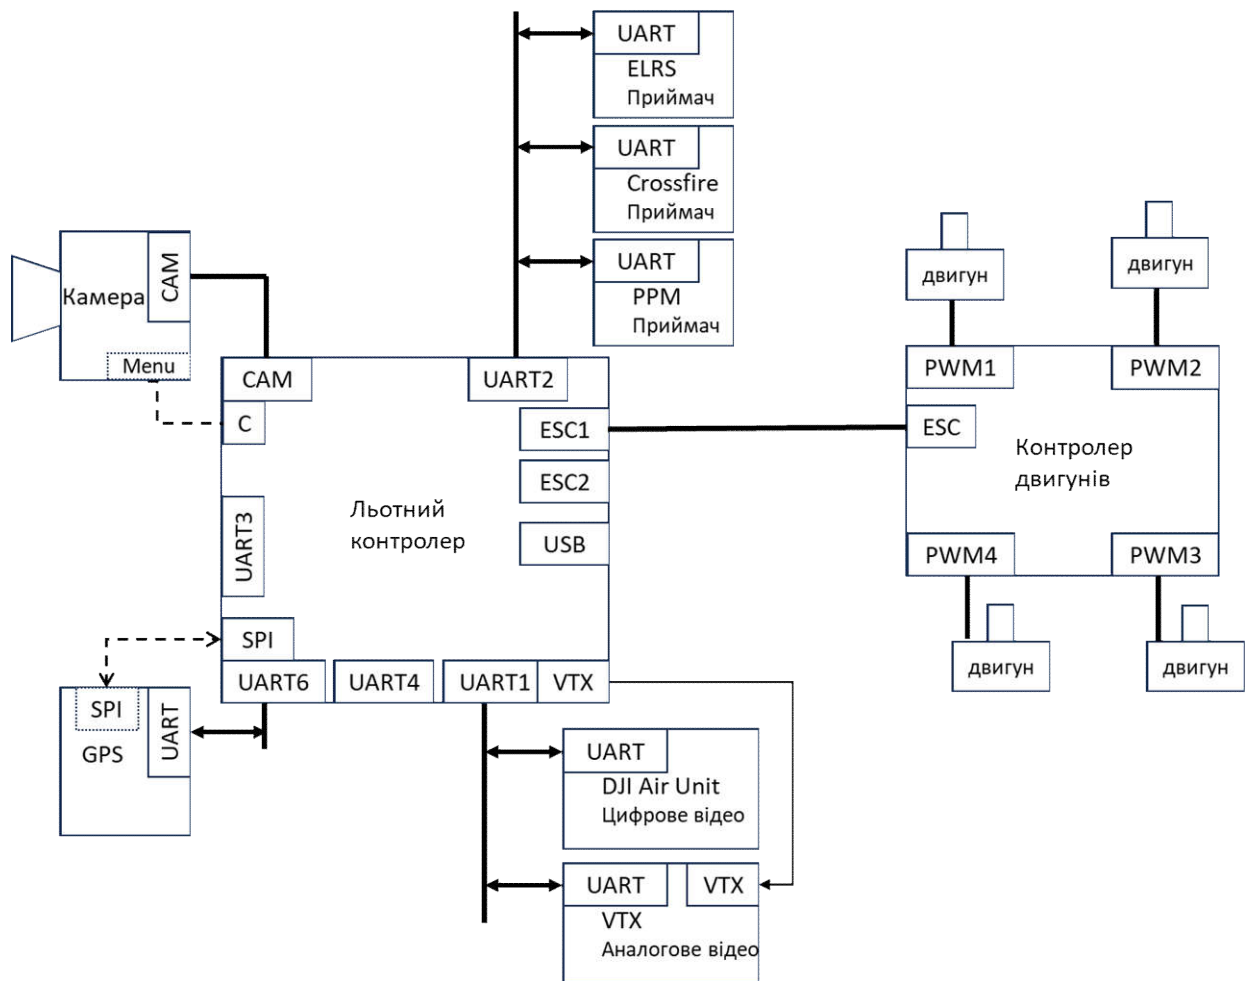 UART
ELRS
Приймач
UART
Crossfire
Приймач
UART
PPM
Приймач
Камера
CAM
Menu
CAM
UART2
C
ESC1
ESC2
USB
UART3
Льотний
контролер
SPI
UART6
UART4
UART1
VTX
двигун
двигун
PWM1
PWM2
ESC
Контролер
двигунів
PWM4
PWM3
двигун
двигун
SPI
UART
GPS
UART
DJI Air Unit
Цифрове відео
UART
VTX
VTX
Аналогове відео